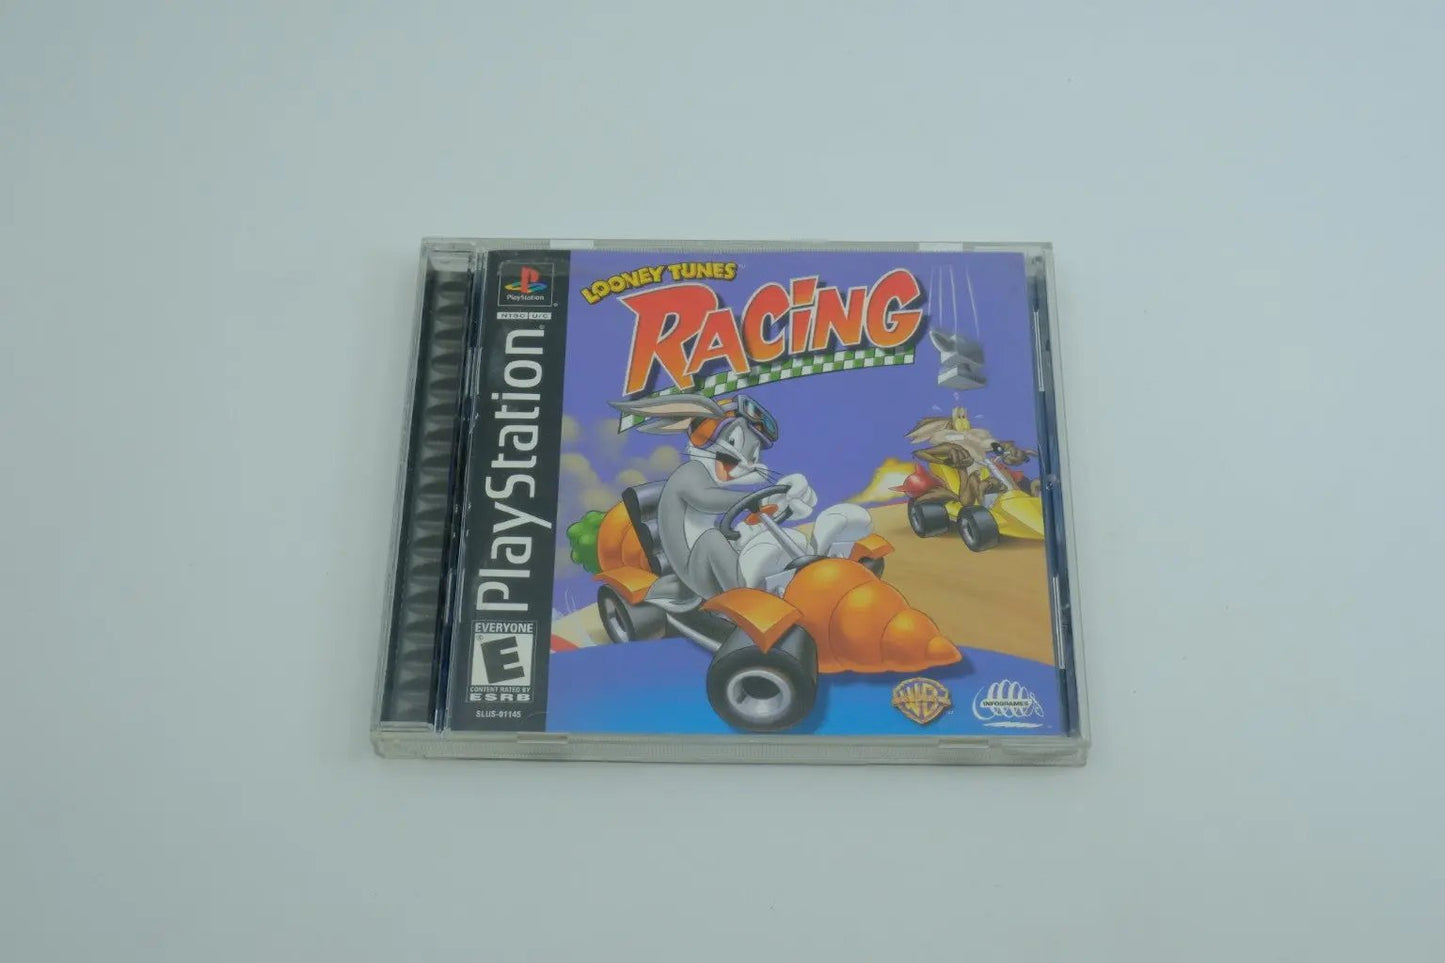 PlayStation
NTSC U/C
PlayStation
EVERYONE
E
CONTENT RATED BY
ESRB
SLUS-01145
LOONEY TUNES
RACiNG
WB
INFOGRAMES